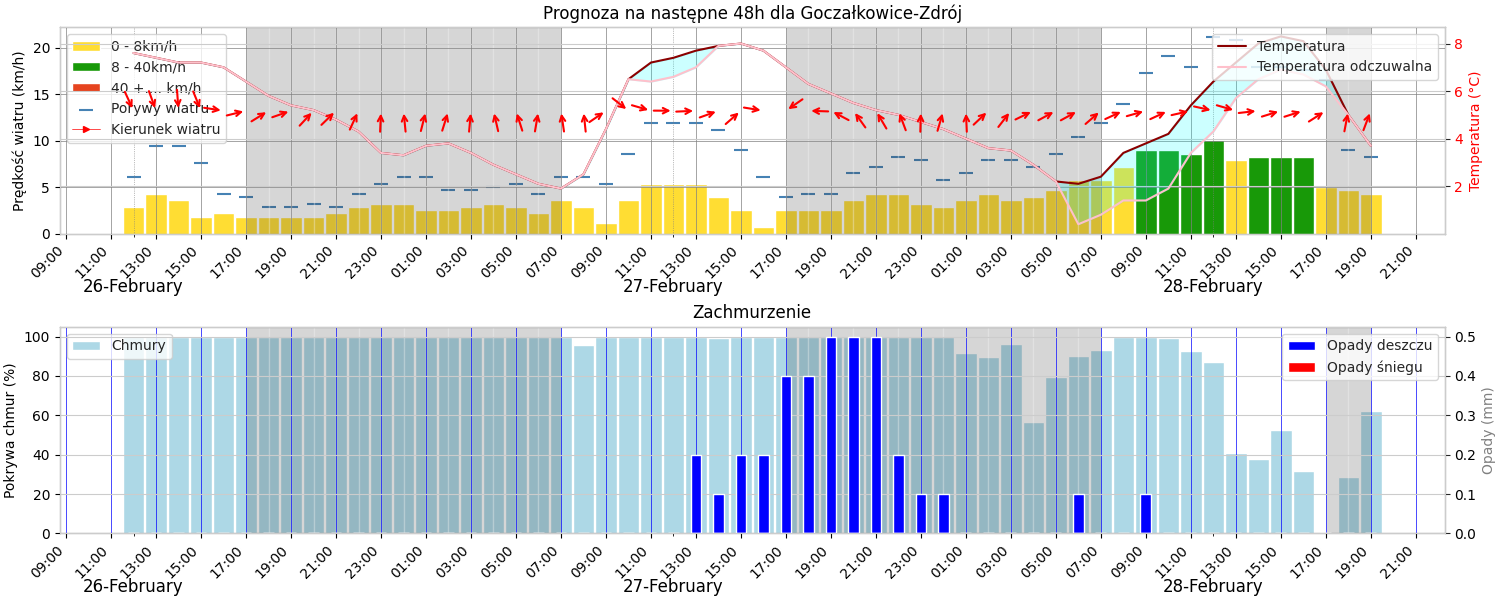 Prognoza na następne 48h dla Goczałkowice-Zdrój
Prędkość wiatru (km/h)
20
15
10
5
0
0 - 8km/h
8 - 40km/h
40 + ... km/h
Porywy wiatru
Kierunek wiatru
Temperatura
Temperatura odczuwalna
8
6
4
2
Temperatura (°C)
09:00 11:00 13:00 15:00 17:00 19:00 21:00 23:00 01:00 03:00 05:00 07:00 09:00 11:00 13:00 15:00 17:00 19:00 21:00 23:00 01:00 03:00 05:00 07:00 09:00 11:00 13:00 15:00 17:00 19:00 21:00
26-February 27-February 28-February
Zachmurzenie
Pokrywa chmur (%)
100
80
60
40
20
0
Chmury
Opady deszczu
Opady śniegu
0.5
0.4
0.3
0.2
0.1
0.0
Opady (mm)
09:00 11:00 13:00 15:00 17:00 19:00 21:00 23:00 01:00 03:00 05:00 07:00 09:00 11:00 13:00 15:00 17:00 19:00 21:00 23:00 01:00 03:00 05:00 07:00 09:00 11:00 13:00 15:00 17:00 19:00 21:00
26-February 27-February 28-February